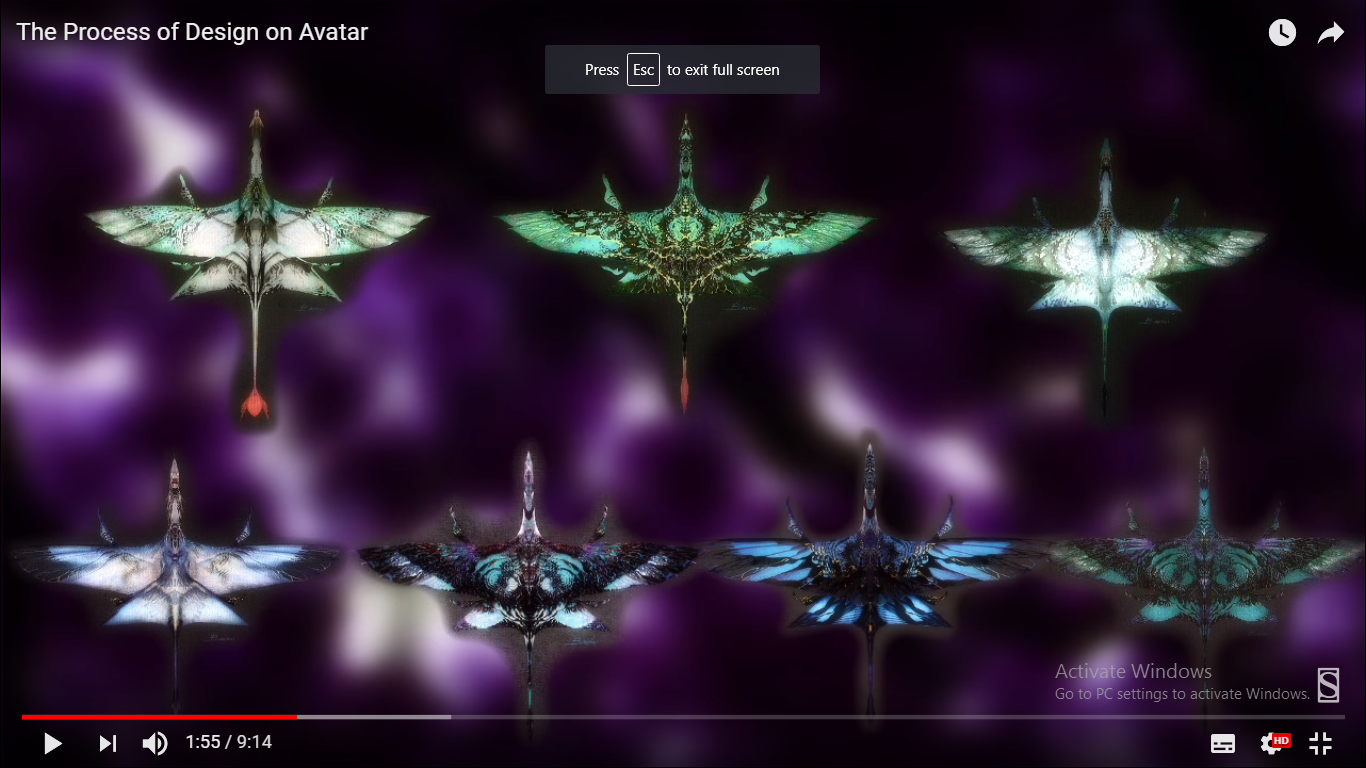 The Process of Design on Avatar
Press Esc to exit full screen
Activate Windows
Go to PC settings to activate Windows.
S
1:55 / 9:14
HD